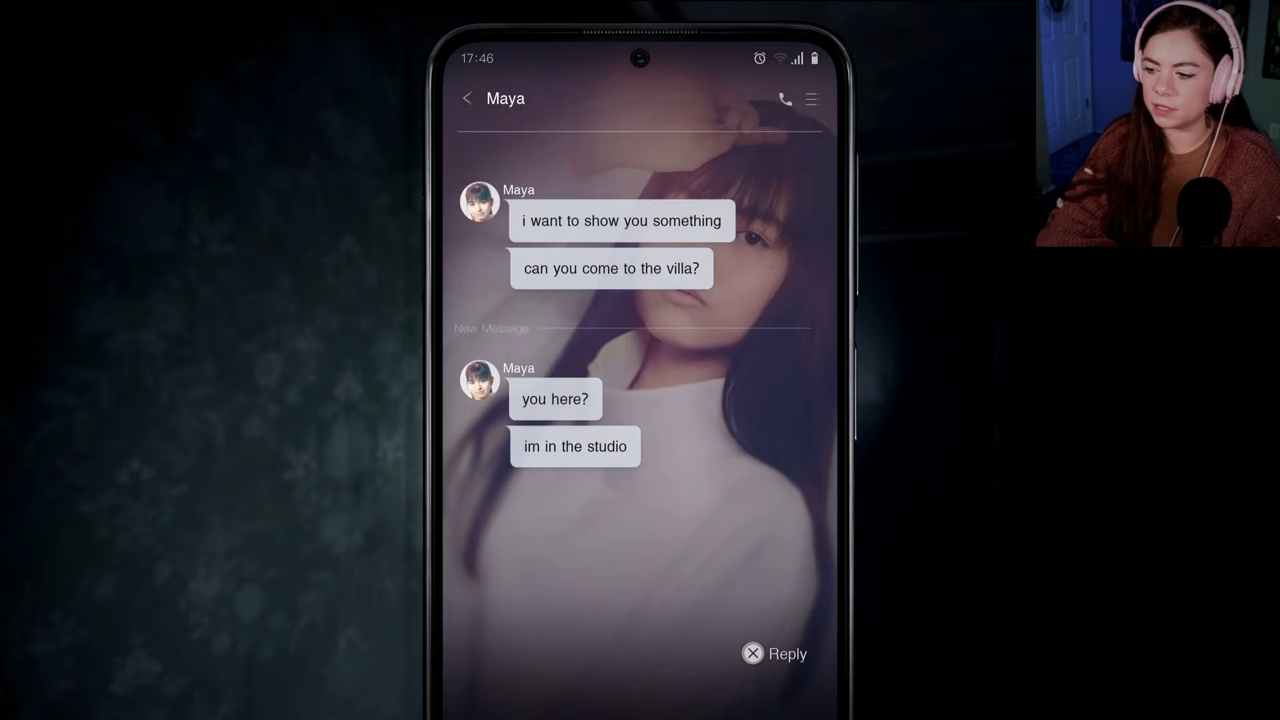 17:46
Maya
Maya
i want to show you something
can you come to the villa?
New Message
Maya
you here?
im in the studio
Reply